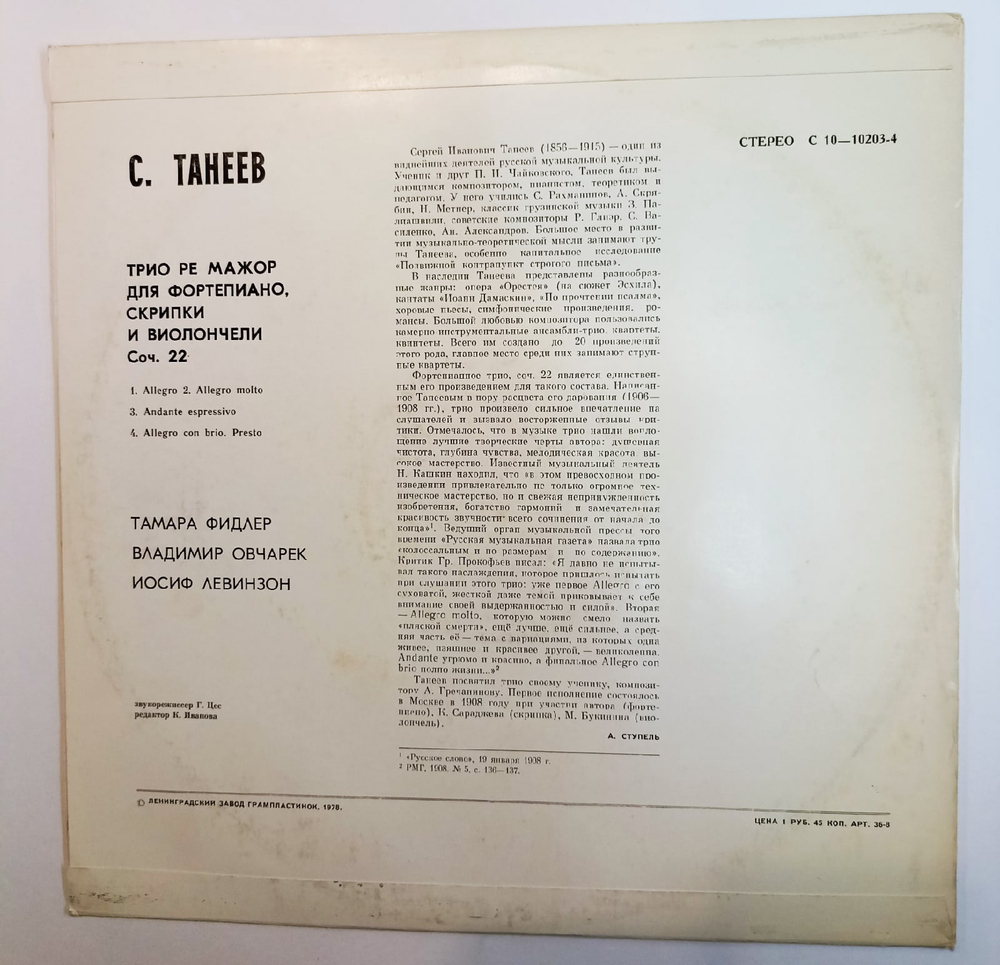 С. ТАНЕЕВ
ТРИО РЕ МАЖОР
ДЛЯ ФОРТЕПИАНО,
СКРИПКИ
И ВИОЛОНЧЕЛИ
Соч. 22
1. Allegro 2. Allegro molto
3. Andante espressivo
4. Allegro con brio. Presto
ТАМАРА ФИДЛЕР
ВЛАДИМИР ОВЧАРЕК
ИОСИФ ЛЕВИНЗОН
звукорежиссер Г. Цес
редактор К. Иванова
Сергей Иванович Танеев (1856—1915) — один из
виднейших деятелей русской музыкальной культуры.
Ученик и друг П. И. Чайковского, Танеев был вы-
дающимся композитором, пианистом, теоретиком и
педагогом. У него учились С. Рахманинов, А. Скря-
бин, Н. Метнер, классик грузинской музыки З. Па-
лиашвили, советские композиторы Р. Глиэр, С. Ва-
силенко, Ан. Александров. Большое место в разви-
тии музыкально-теоретической мысли занимают тру-
ды Танеева, особенно капитальное исследование
«Подвижной контрапункт строгого письма».
В наследии Танеева представлены разнообраз-
ные жанры: опера «Орестея» (на сюжет Эсхила),
кантаты «Иоанн Дамаскин», «По прочтении псалма»,
хоровые пьесы, симфонические произведения, ро-
мансы. Большой любовью композитора пользовались
камерно-инструментальные ансамбли-трио, квартеты,
квинтеты. Всего им создано до 20 произведений
этого рода, главное место среди них занимают струн-
ные квартеты.
Фортепианное трио, соч. 22 является единствен-
ным его произведением для такого состава. Написан-
ное Танеевым в пору расцвета его дарования (1906—
1908 гг.), трио произвело сильное впечатление на
слушателей и вызвало восторженные отзывы кри-
тики. Отмечалось, что в музыке трио нашли вопло-
щение лучшие творческие черты автора: душевная
чистота, глубина чувства, мелодическая красота, вы-
сокое мастерство. Известный музыкальный деятель
Н. Кашкин находил, что «в этом превосходном про-
изведении привлекательно не только огромное тех-
ническое мастерство, но и свежая непринужденность
изобретения, богатство гармоний и замечательная
красивость звучности всего сочинения от начала до
конца»¹. Ведущий орган музыкальной прессы того
времени «Русская музыкальная газета» назвала трио
«колоссальным и по размерам и по содержанию».
Критик Гр. Прокофьев писал: «Я давно не испыты-
вал такого наслаждения, которое пришлось испытать
при слушании этого трио: уже первое Allegro с его
суховатой, жесткой даже темой приковывает к себе
внимание своей выдержанностью и силой». Вторая
— Allegro molto, которую можно смело назвать
«пляской смерти», ещё лучше, ещё сильнее, а сред-
няя часть её — тема с вариациями, из которых одна
живее, изящнее и красивее другой, — великолепна.
Andante угрюмо и красиво, а финальное Allegro con
brio полно жизни...»²
Танеев посвятил трио своему ученику, компози-
тору А. Гречанинову. Первое исполнение состоялось
в Москве в 1908 году при участии автора (форте-
пиано), К. Сараджева (скрипка), М. Букиника (вио-
лончель).
А. СТУПЕЛЬ
¹ «Русское слово», 19 января 1908 г.
² РМГ, 1908, № 5, с. 136—137.
СТЕРЕО С 10—10203-4
Ⓟ ЛЕНИНГРАДСКИЙ ЗАВОД ГРАМПЛАСТИНОК, 1978.
ЦЕНА 1 РУБ. 45 КОП. АРТ. 36-8